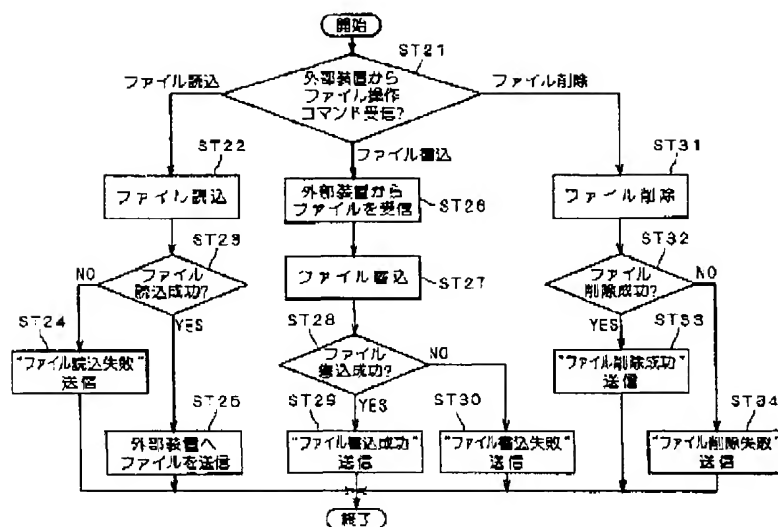 開始
ST21
外部装置から
ファイル操作
コマンド受信?
ファイル読込
ファイル書込
ファイル削除
ST22
ファイル読込
外部装置から
ファイルを受信
ST26
ST31
ファイル削除
ST23
ファイル
読込成功?
NO
YES
ファイル書込
ST27
ST32
ファイル
削除成功?
NO
YES
ST24
"ファイル読込失敗"
送信
ST28
ファイル
書込成功?
NO
YES
ST33
"ファイル削除成功"
送信
ST25
外部装置へ
ファイルを送信
ST29
"ファイル書込成功"
送信
ST30
"ファイル書込失敗"
送信
ST34
"ファイル削除失敗"
送信
終了